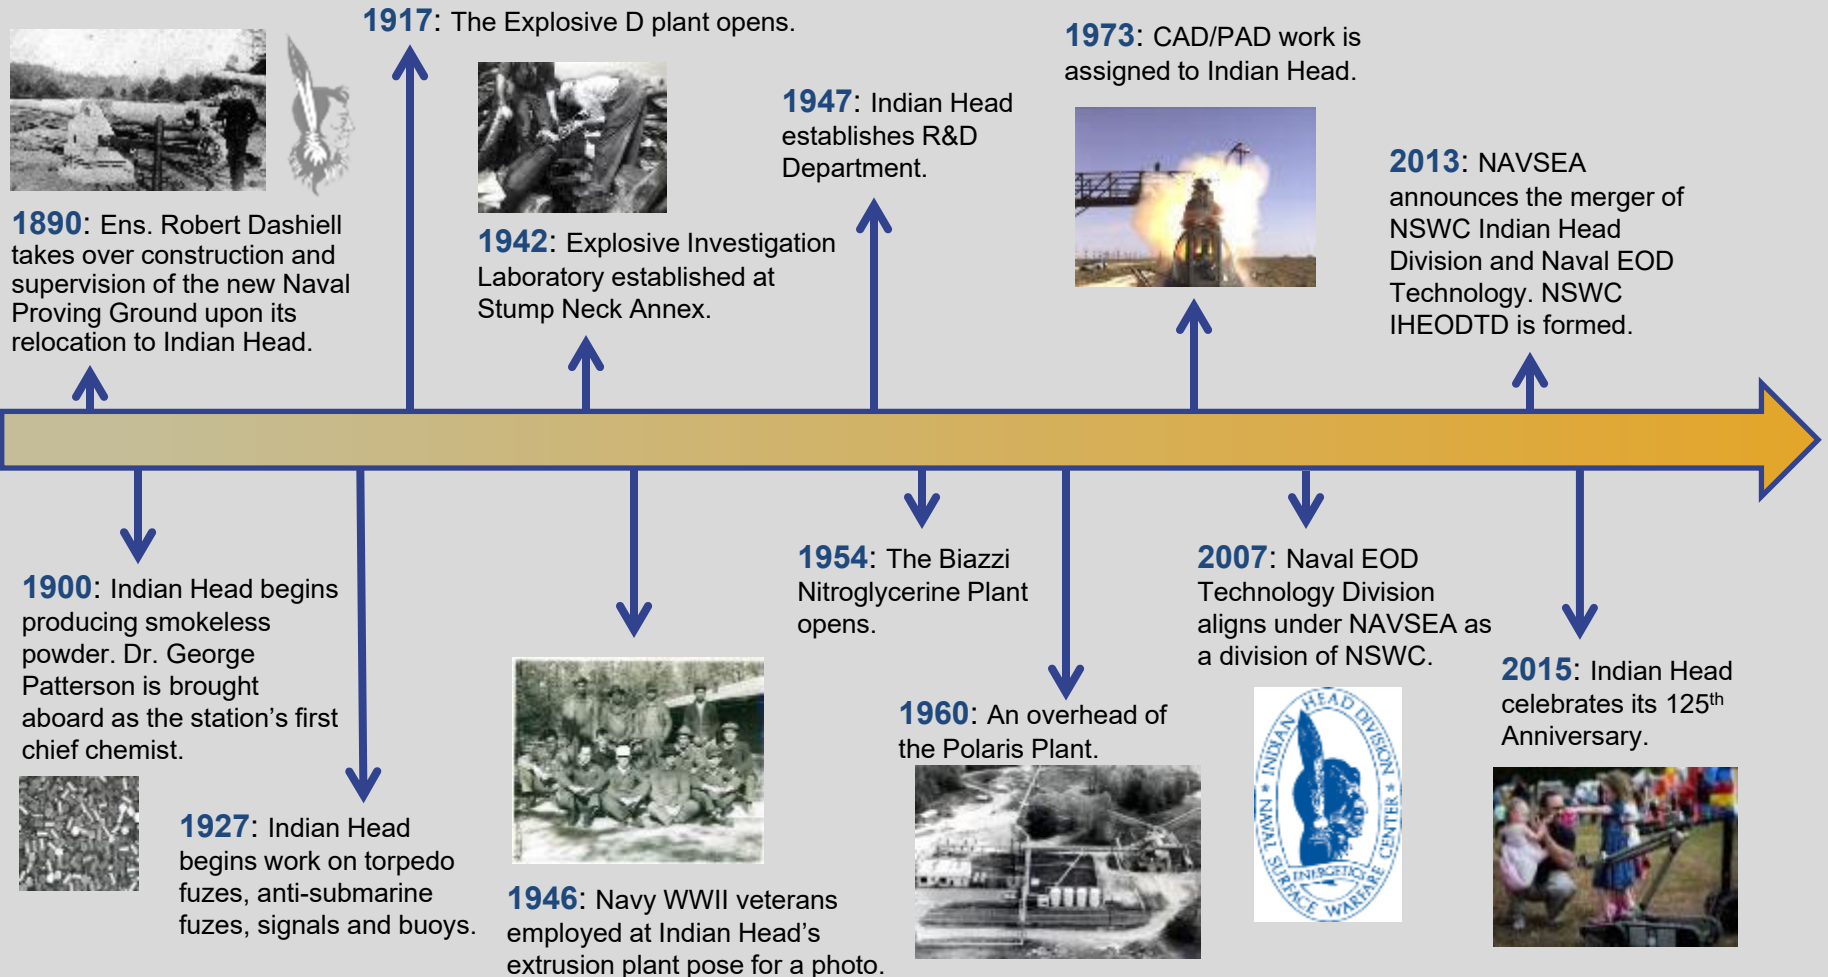 1917: The Explosive D plant opens.
1890: Ens. Robert Dashiell
takes over construction and
supervision of the new Naval
Proving Ground upon its
relocation to Indian Head.
1942: Explosive Investigation
Laboratory established at
Stump Neck Annex.
1947: Indian Head
establishes R&D
Department.
1973: CAD/PAD work is
assigned to Indian Head.
2013: NAVSEA
announces the merger of
NSWC Indian Head
Division and Naval EOD
Technology. NSWC
IHEODTD is formed.
1900: Indian Head begins
producing smokeless
powder. Dr. George
Patterson is brought
aboard as the station's first
chief chemist.
1927: Indian Head
begins work on torpedo
fuzes, anti-submarine
fuzes, signals and buoys.
1946: Navy WWII veterans
employed at Indian Head's
extrusion plant pose for a photo.
1954: The Biazzi
Nitroglycerine Plant
opens.
1960: An overhead of
the Polaris Plant.
2007: Naval EOD
Technology Division
aligns under NAVSEA as
a division of NSWC.
INDIAN HEAD DIVISION
NAVAL SURFACE WARFARE CENTER
ENERGETICS
2015: Indian Head
celebrates its 125th
Anniversary.